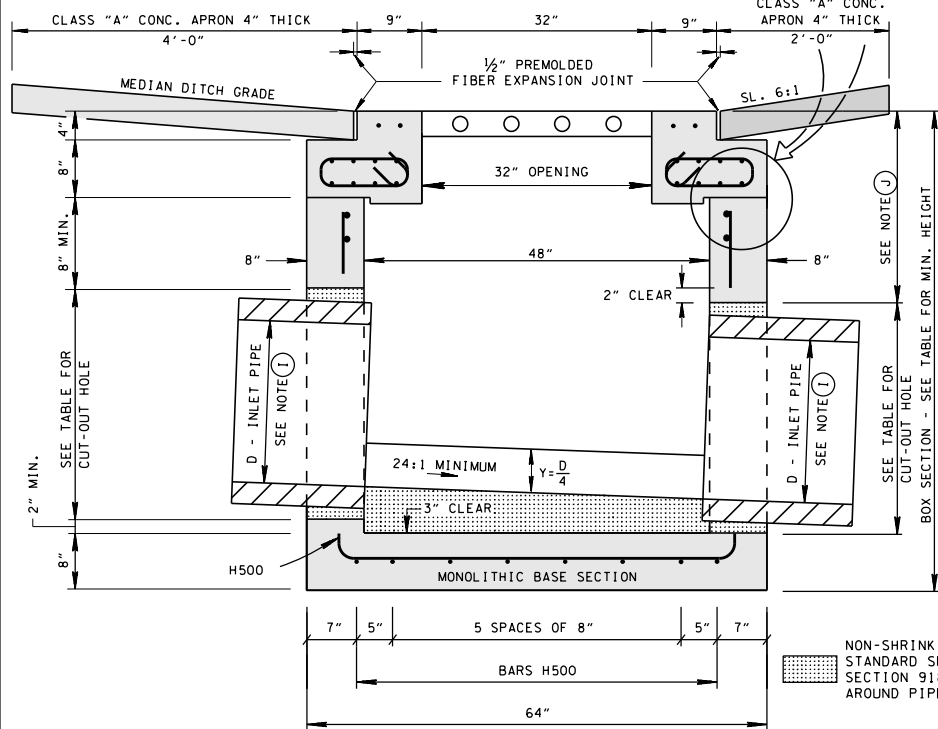 CLASS "A" CONC. APRON 4" THICK
4'-0"
9"
32"
9"
CLASS "A" CONC.
APRON 4" THICK
2'-0"
½" PREMOLDED
FIBER EXPANSION JOINT
MEDIAN DITCH GRADE
SL. 6:1
4"
8"
32" OPENING
8" MIN.
8"
48"
8"
2" CLEAR
SEE NOTE J
BOX SECTION - SEE TABLE FOR MIN. HEIGHT
SEE TABLE FOR
CUT-OUT HOLE
D - INLET PIPE
SEE NOTE I
D - INLET PIPE
SEE NOTE I
SEE TABLE FOR
CUT-OUT HOLE
24:1 MINIMUM
Y=D/4
2" MIN.
3" CLEAR
8"
H500
MONOLITHIC BASE SECTION
7"
5"
5 SPACES OF 8"
5"
7"
BARS H500
64"
NON-SHRINK
STANDARD
SECTION
AROUND